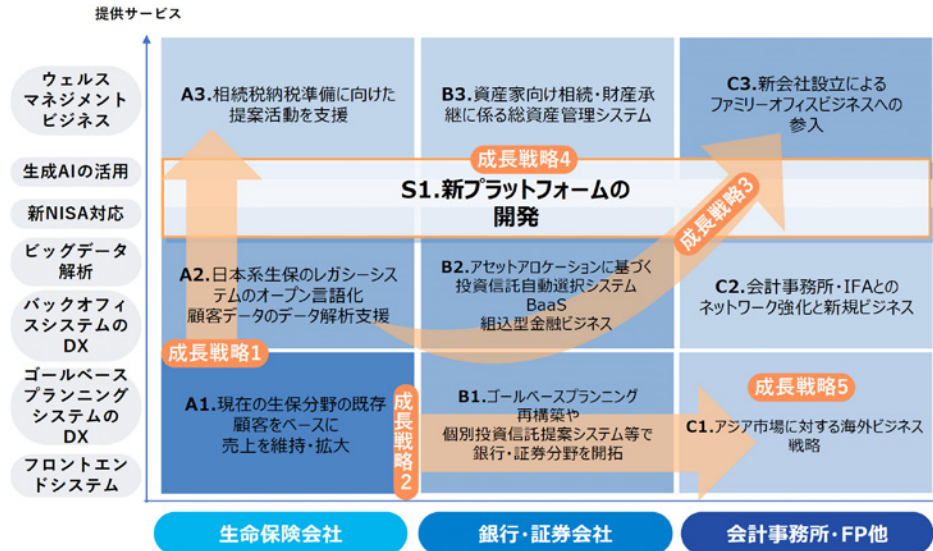 提供サービス
ウェルス
マネジメント
ビジネス
生成AIの活用
新NISA対応
ビッグデータ
解析
バックオフィ
スシステムの
DX
ゴールベース
プランニング
システムの
DX
フロントエン
ドシステム
A3.相続税納税準備に向けた
提案活動を支援
B3.資産家向け相続・財産承
継に係る総資産管理システム
C3.新会社設立による
ファミリーオフィスビジネスへの
参入
成長戦略4
S1.新プラットフォームの
開発
成長戦略3
A2.日本系生保のレガシーシス
テムのオープン言語化
顧客データのデータ解析支援
B2.アセットアロケーションに基づく
投資信託自動選択システム
BaaS
組込型金融ビジネス
C2.会計事務所・IFAとの
ネットワーク強化と新規ビジネス
成長戦略1
A1.現在の生保分野の既存
顧客をベースに
売上を維持・拡大
成長戦略2
B1.ゴールベースプランニング
再構築や
個別投資信託提案システム等で
銀行・証券分野を開拓
成長戦略5
C1.アジア市場に対する海外ビジネス
戦略
生命保険会社
銀行・証券会社
会計事務所・FP他